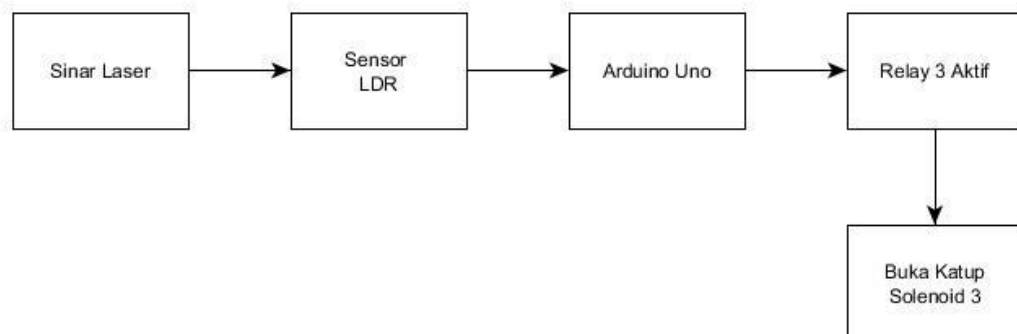 Sinar Laser
Sensor
LDR
Arduino Uno
Relay 3 Aktif
Buka Katup
Solenoid 3